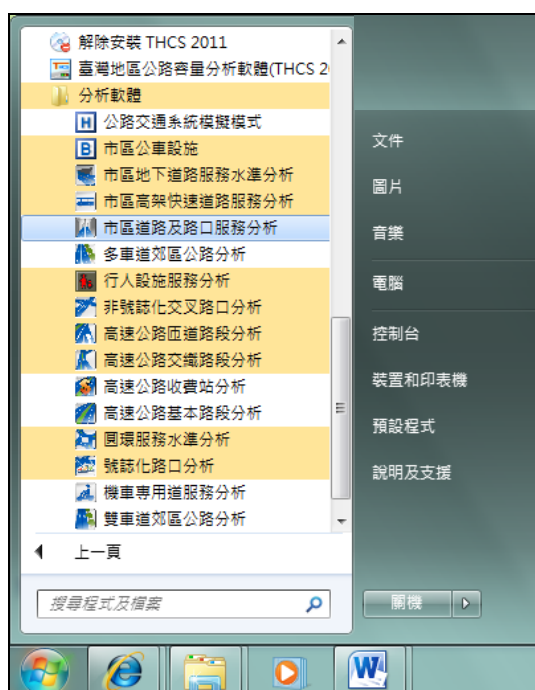 解除安裝 THCS 2011
臺灣地區公路容量分析軟體(THCS 2
分析軟體
公路交通系統模擬模式
市區公車設施
市區地下道路服務水準分析
市區高架快速道路服務分析
市區道路及路口服務分析
多車道郊區公路分析
行人設施服務分析
非號誌化交叉路口分析
高速公路匝道路段分析
高速公路交織路段分析
高速公路收費站分析
高速公路基本路段分析
圓環服務水準分析
號誌化路口分析
機車專用道服務分析
雙車道郊區公路分析
上一頁
搜尋程式及檔案
文件
圖片
音樂
電腦
控制台
裝置和印表機
預設程式
說明及支援
關機